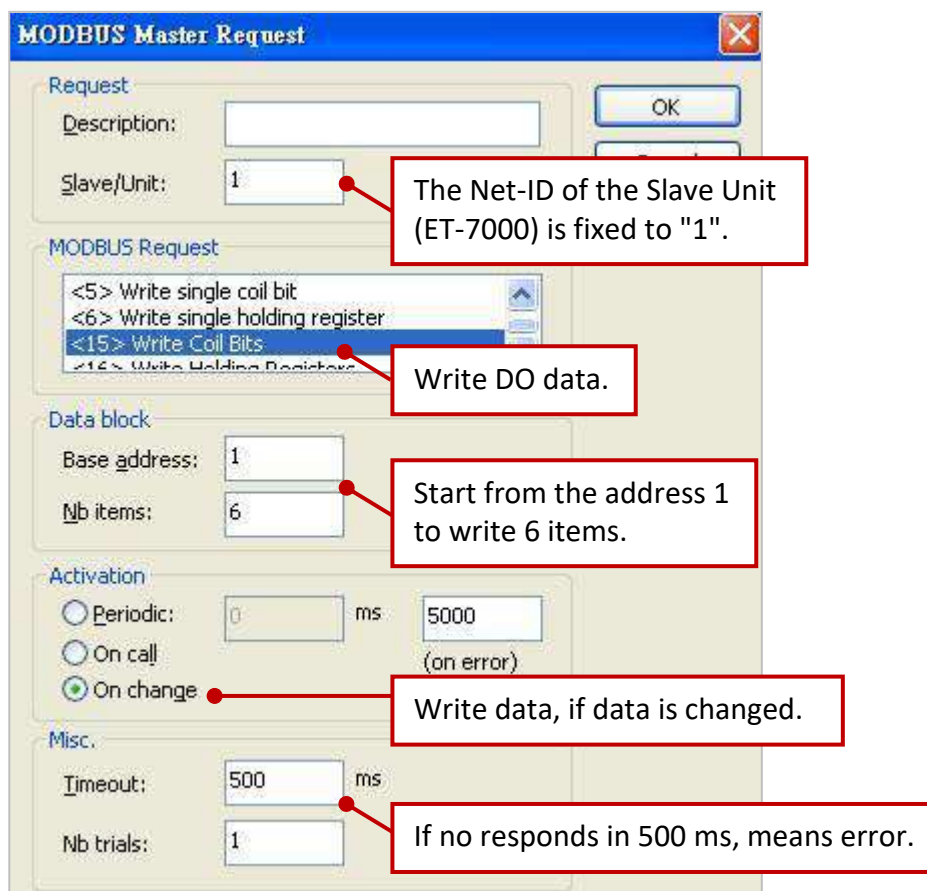 MODBUS Master Request
Request
OK
Description:
Slave/Unit: 1
The Net-ID of the Slave Unit
(ET-7000) is fixed to "1".
MODBUS Request
<5> Write single coil bit
<6> Write single holding register
<15> Write Coil Bits
<16> Write Holding Registers
Write DO data.
Data block
Base address: 1
Nb items: 6
Start from the address 1
to write 6 items.
Activation
Periodic: 0 ms 5000
On call (on error)
On change
Write data, if data is changed.
Misc.
Timeout: 500 ms
If no responds in 500 ms, means error.
Nb trials: 1